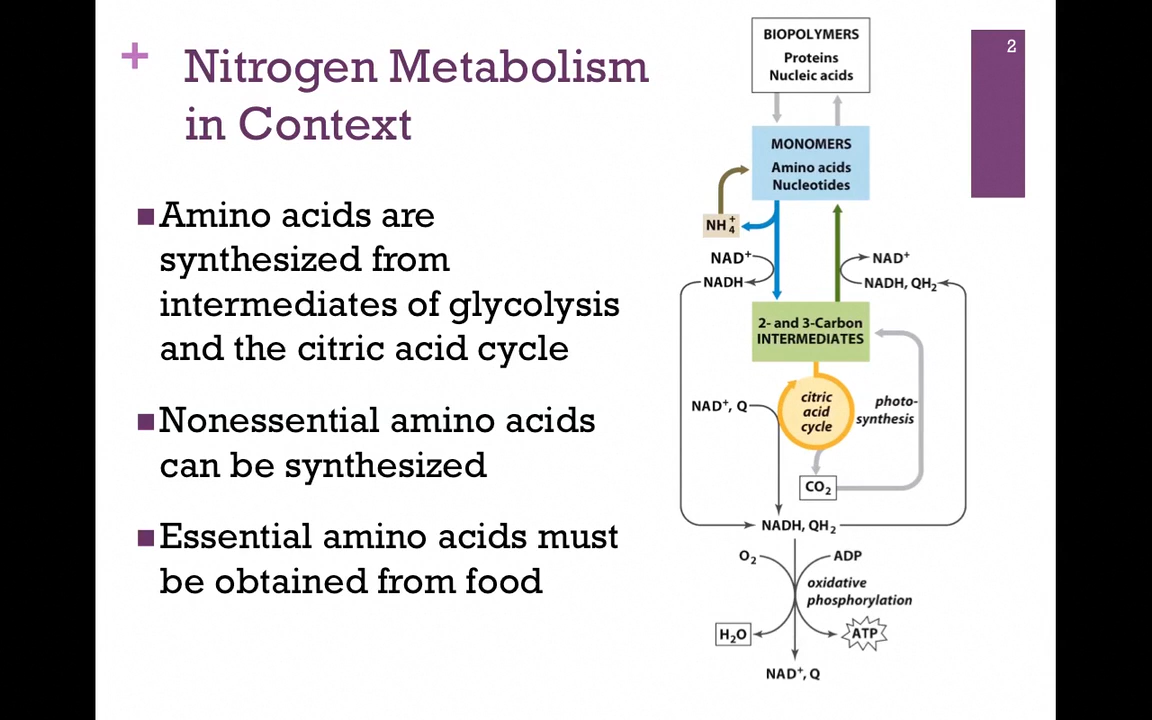 +
Nitrogen Metabolism
in Context
■Amino acids are
synthesized from
intermediates of glycolysis
and the citric acid cycle
■Nonessential amino acids
can be synthesized
■Essential amino acids must
be obtained from food
2
BIOPOLYMERS
Proteins
Nucleic acids
MONOMERS
Amino acids
Nucleotides
NH₄⁺
NAD⁺
NADH
NAD⁺
NADH, QH₂
2- and 3-Carbon
INTERMEDIATES
NAD⁺, Q
citric
acid
cycle
photo-
synthesis
CO₂
NADH, QH₂
O₂
ADP
oxidative
phosphorylation
H₂O
ATP
NAD⁺, Q